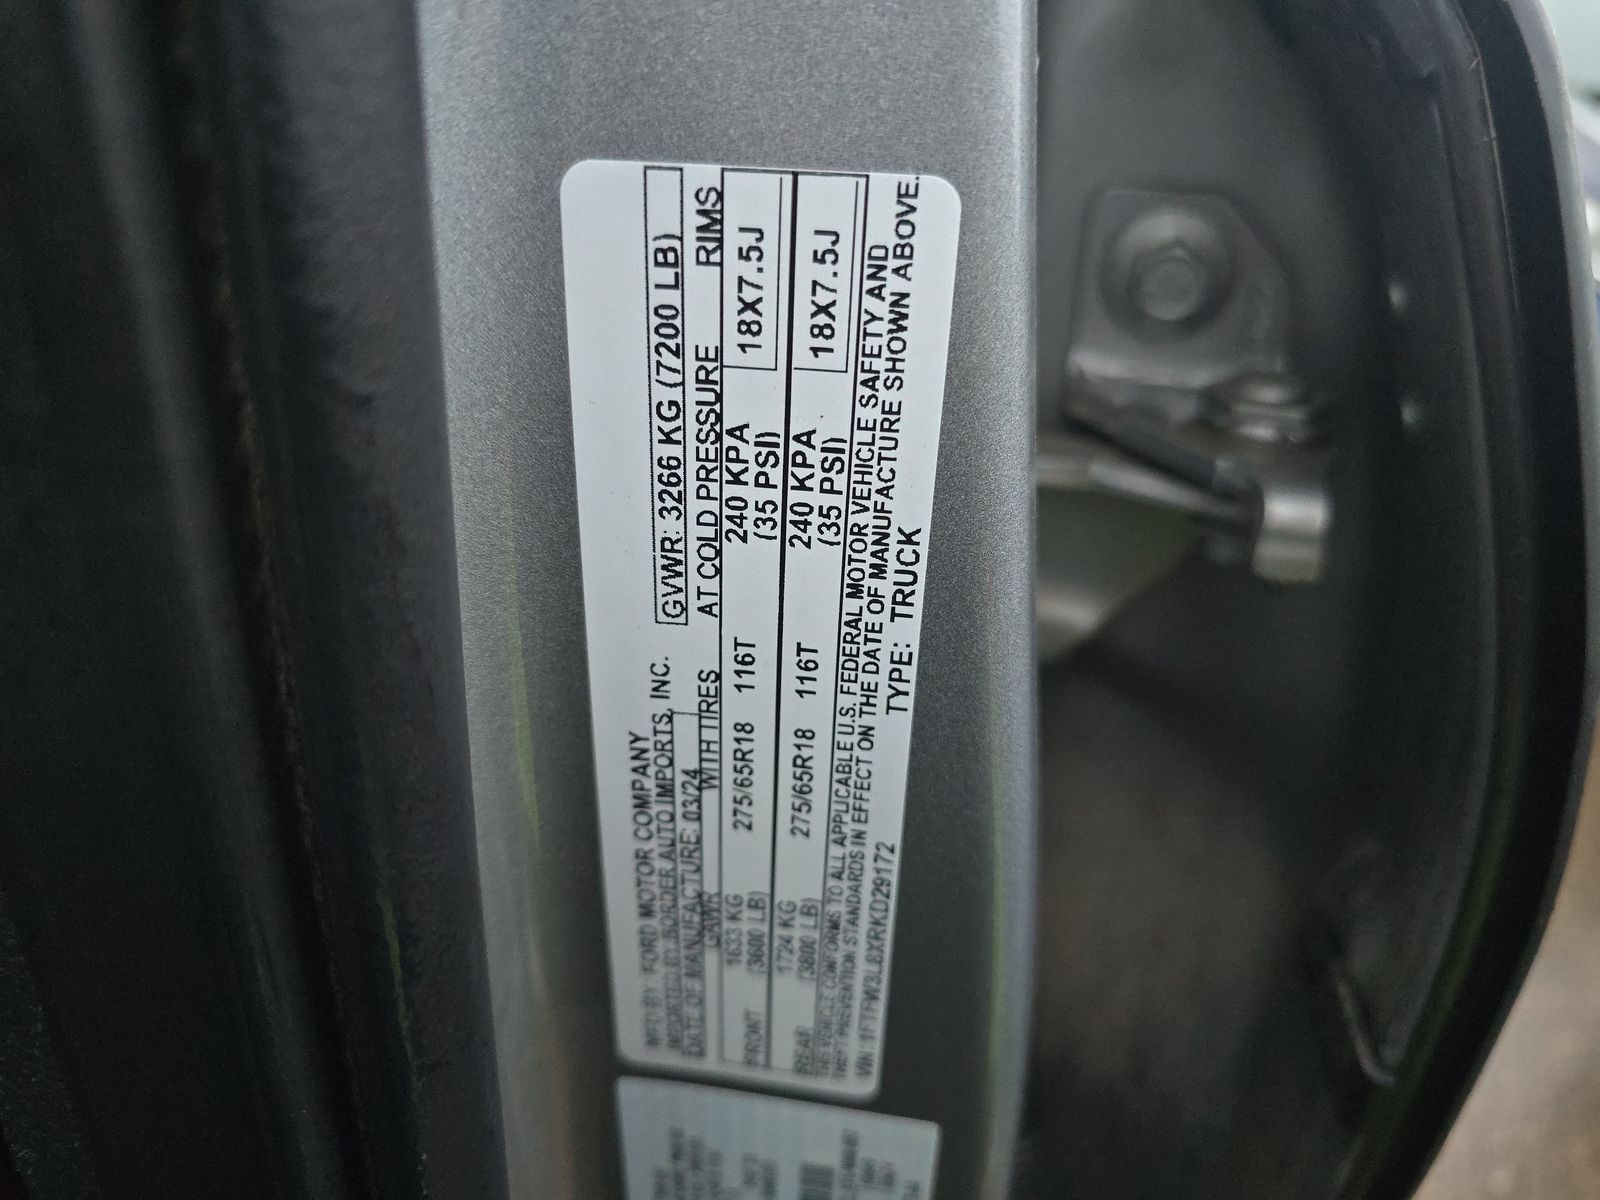 MFD BY: FORD MOTOR COMPANY
IMPORTED BY: BORDER AUTO IMPORTS, INC.
GVWR: 3266 KG (7200 LB)
DATE OF MANUFACTURE: 03/24
GAWR WITH TIRES AT COLD PRESSURE RIMS
FRONT 1633 KG 275/65R18 116T 240 KPA 18X7.5J
(3600 LB) (35 PSI)
REAR 1724 KG 275/65R18 116T 240 KPA 18X7.5J
(3800 LB) (35 PSI)
THIS VEHICLE CONFORMS TO ALL APPLICABLE U.S. FEDERAL MOTOR VEHICLE SAFETY AND
THEFT PREVENTION STANDARDS IN EFFECT ON THE DATE OF MANUFACTURE SHOWN ABOVE.
VIN: 1FTFW3L8XRKD29172 TYPE: TRUCK